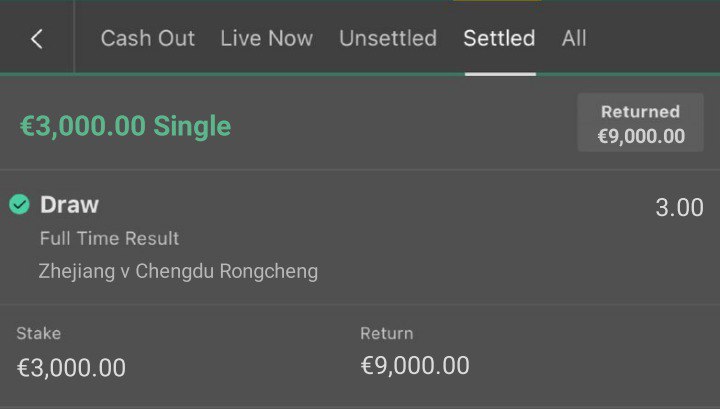 Cash Out Live Now Unsettled Settled All
€3,000.00 Single
Returned
€9,000.00
Draw 3.00
Full Time Result
Zhejiang v Chengdu Rongcheng
Stake Return
€3,000.00 €9,000.00